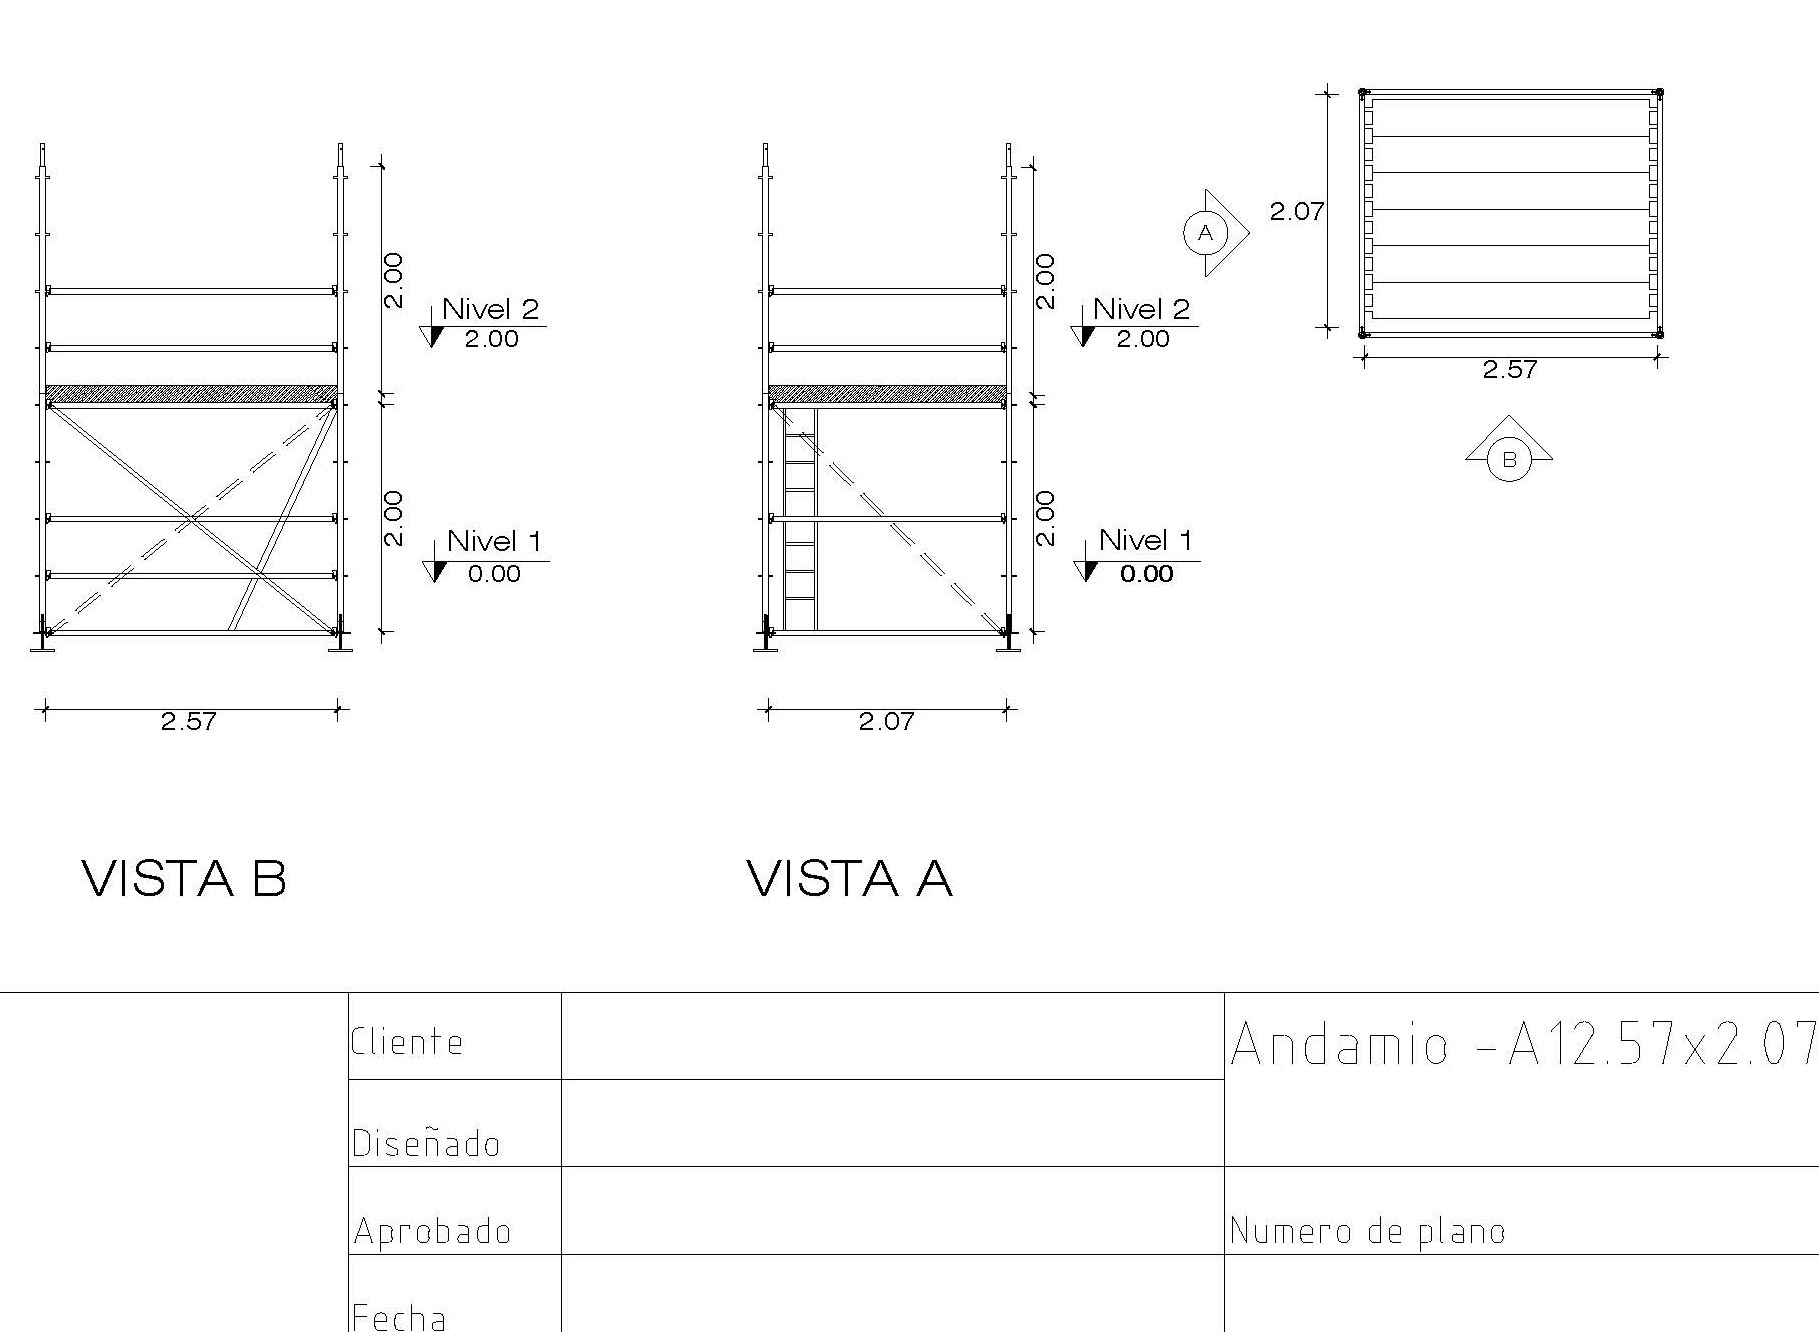 2.00
Nivel 2
2.00
2.00
Nivel 1
0.00
2.57
VISTA B
2.00
Nivel 2
2.00
2.00
Nivel 1
0.00
2.07
VISTA A
A
2.07
2.57
B
Cliente
Diseñado
Aprobado
Fecha
Andamio -A12.57x2.07
Numero de plano